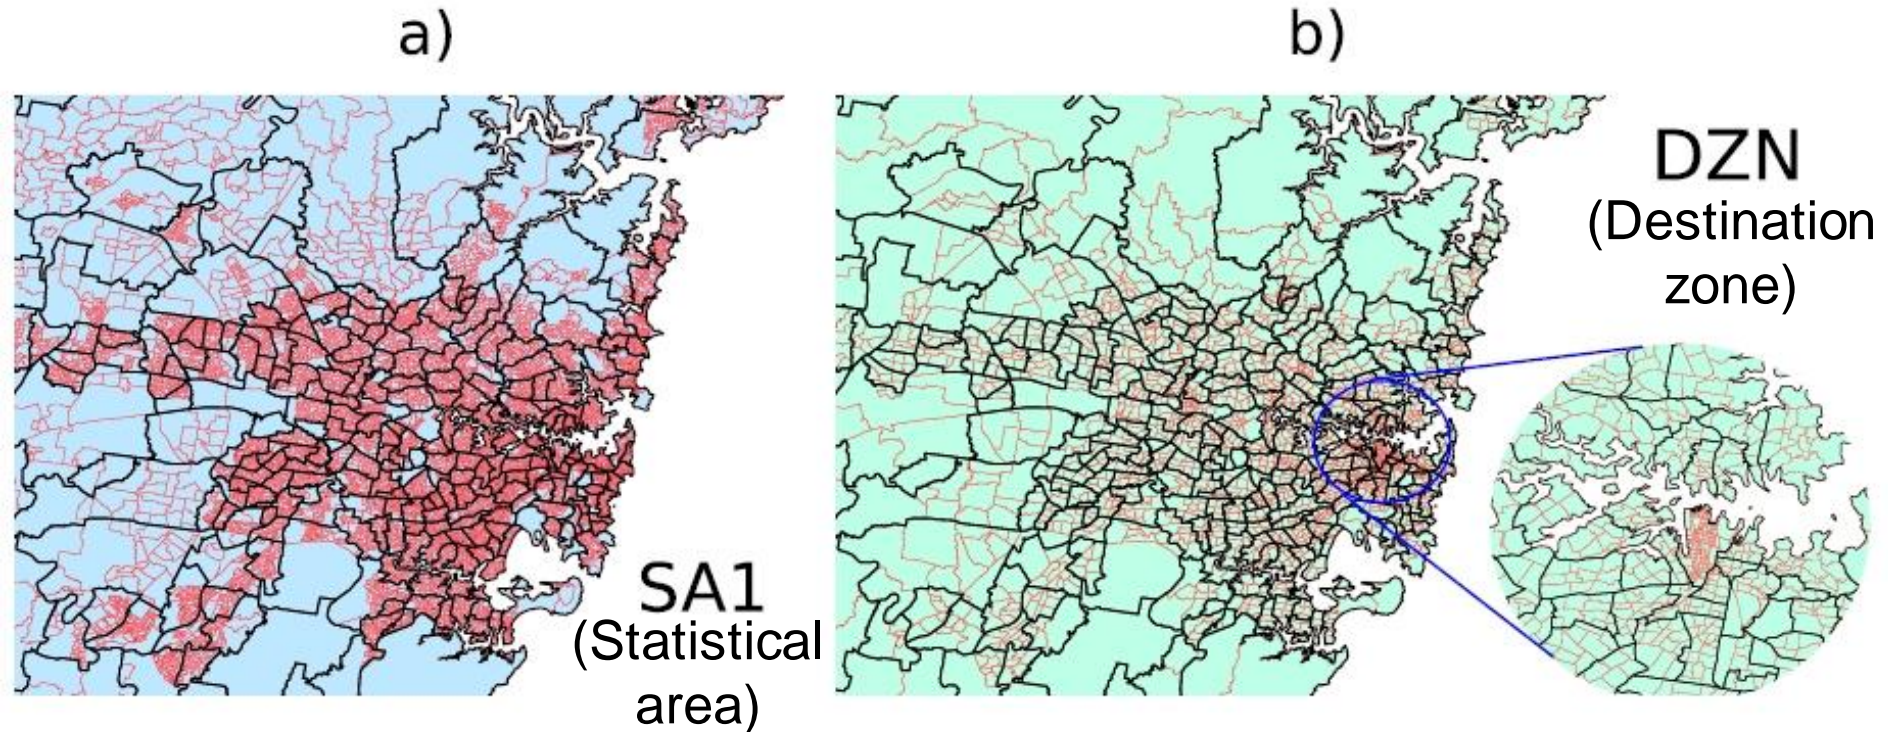 a)
b)
SA1
(Statistical
area)
DZN
(Destination
zone)